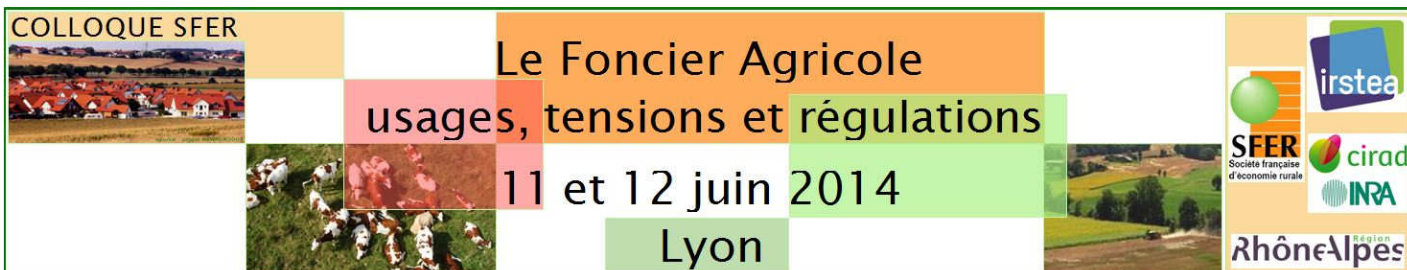 COLLOQUE SFER
Le Foncier Agricole
usages, tensions et régulations
11 et 12 juin 2014
Lyon
irstea
SFER
Société française
d'économie rurale
cirad
INRA
Région
RhôneAlpes